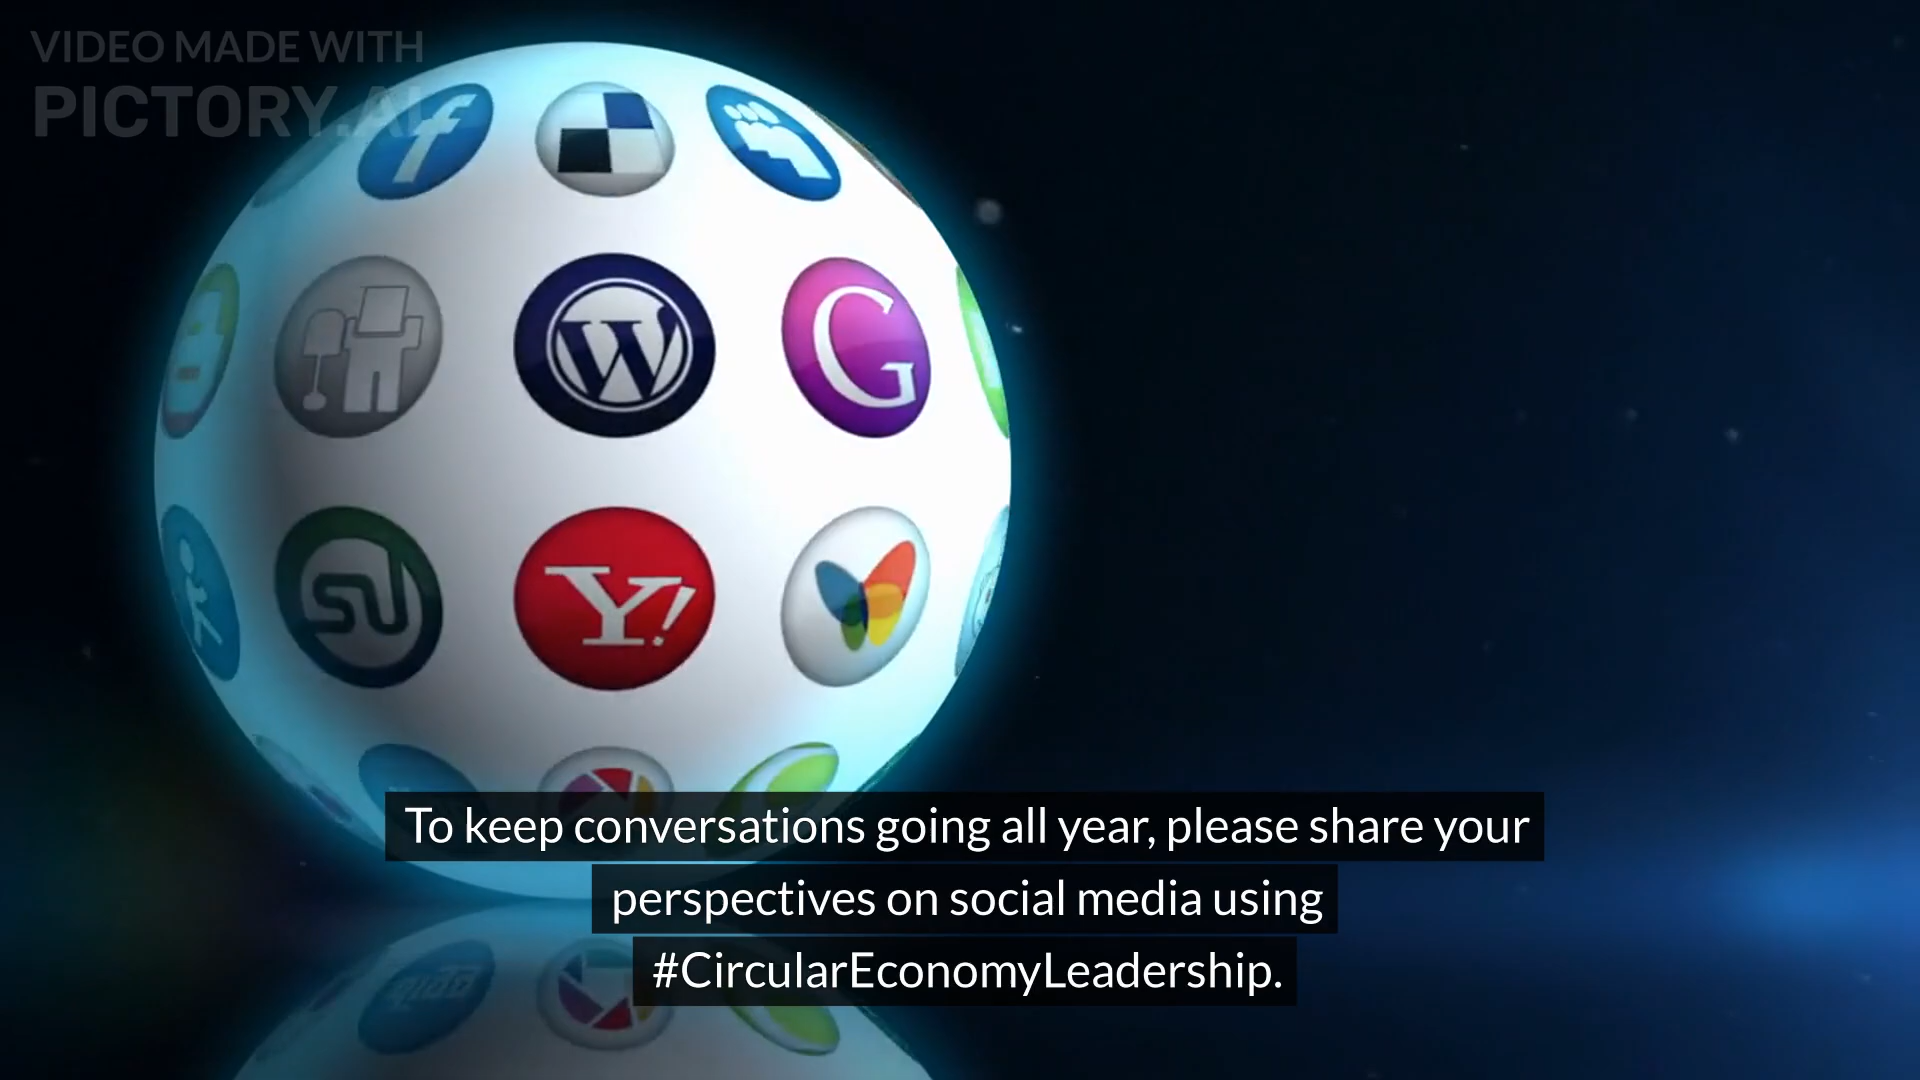 VIDEO MADE WITH
PICTORY.AI
f
W
G
su
Y!
To keep conversations going all year, please share your
perspectives on social media using
#CircularEconomyLeadership.